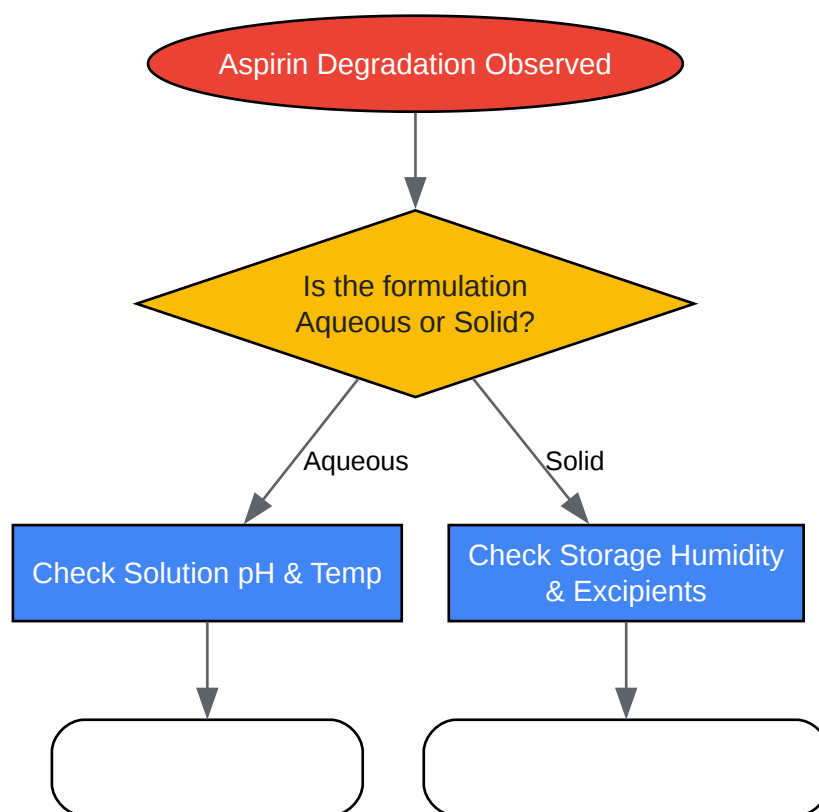 Aspirin Degradation Observed
Is the formulation
Aqueous or Solid?
Aqueous
Solid
Check Solution pH & Temp
Check Storage Humidity
& Excipients